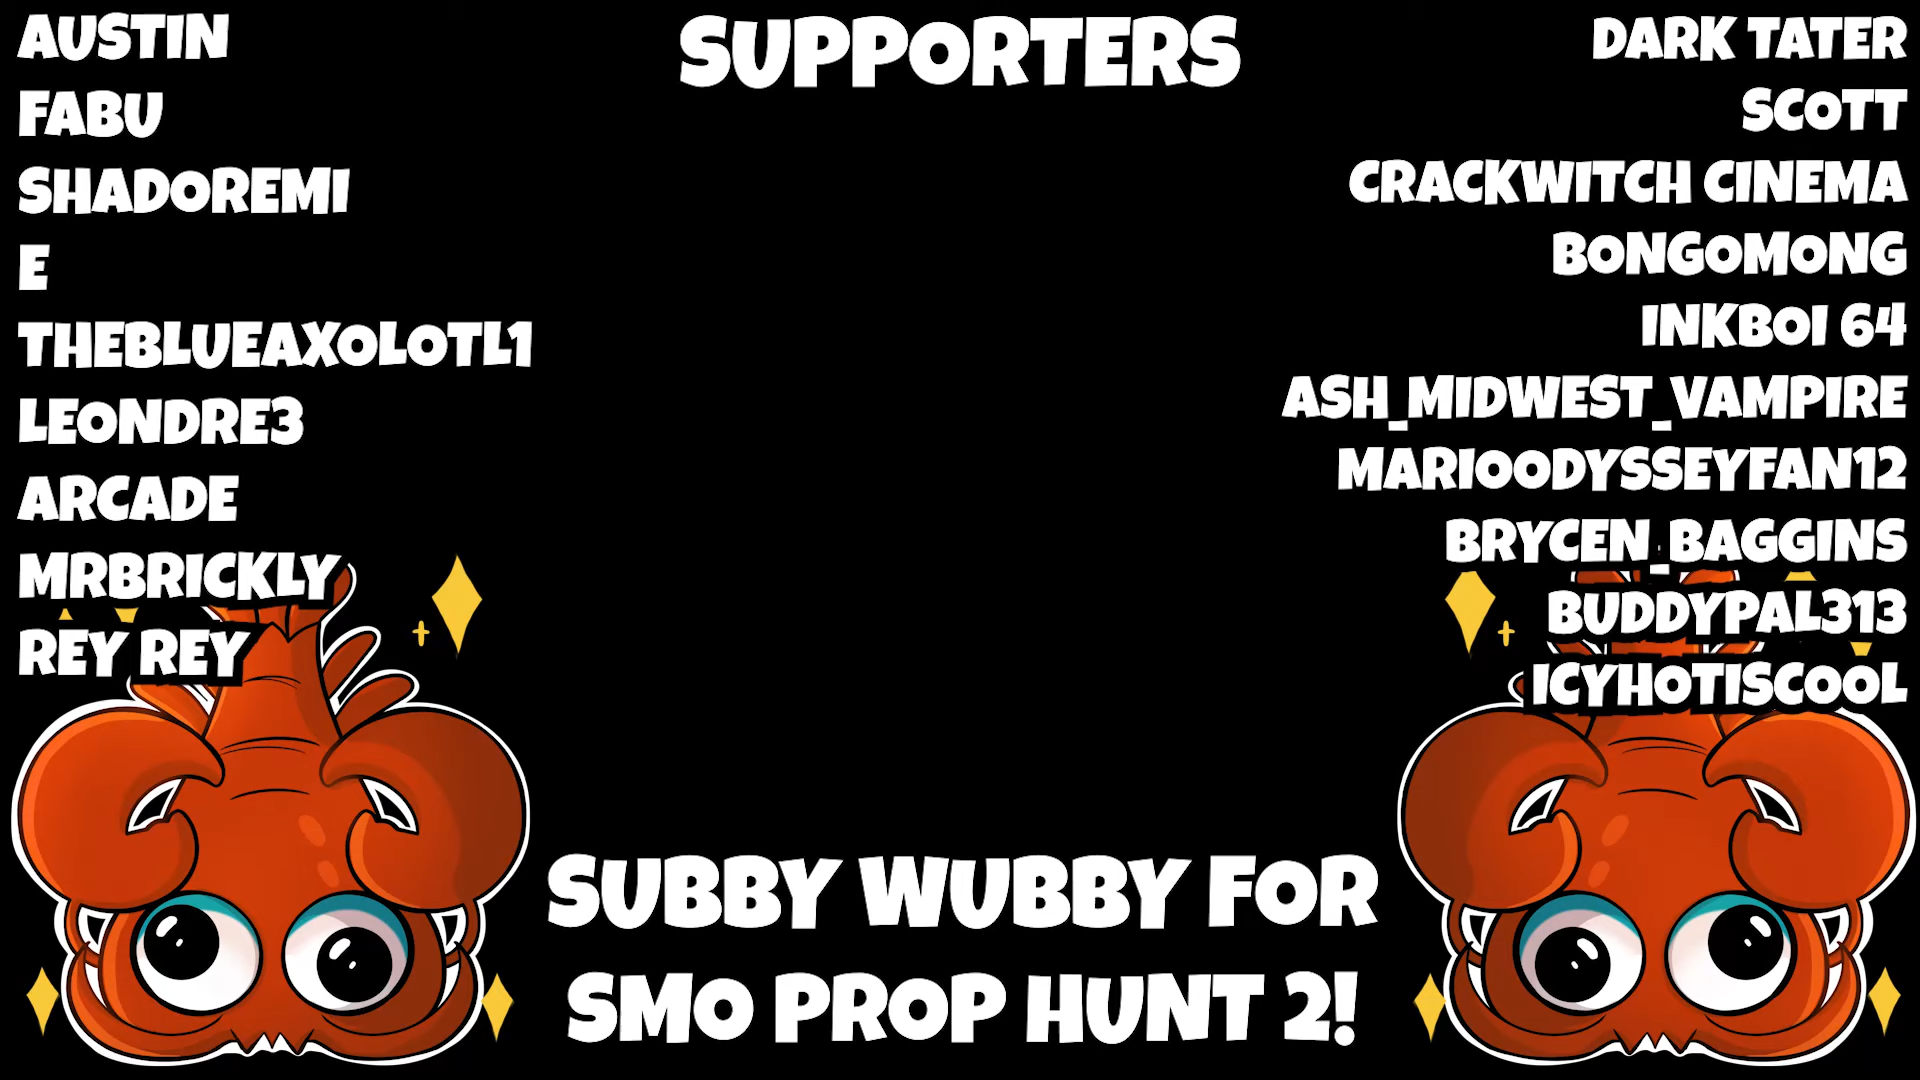 SUPPORTERS
AUSTIN
FABU
SHADOREMI
E
THEBLUEAXOLOTL1
LEONDRE3
ARCADE
MRBRICKLY
REY REY
DARK TATER
SCOTT
CRACKWITCH CINEMA
BONGOMONG
INKBOI 64
ASH_MIDWEST_VAMPIRE
MARIOODYSSEYFAN12
BRYCEN_BAGGINS
BUDDYPAL313
ICYHOTISCOOL
SUBBY WUBBY FOR
SMO PROP HUNT 2!